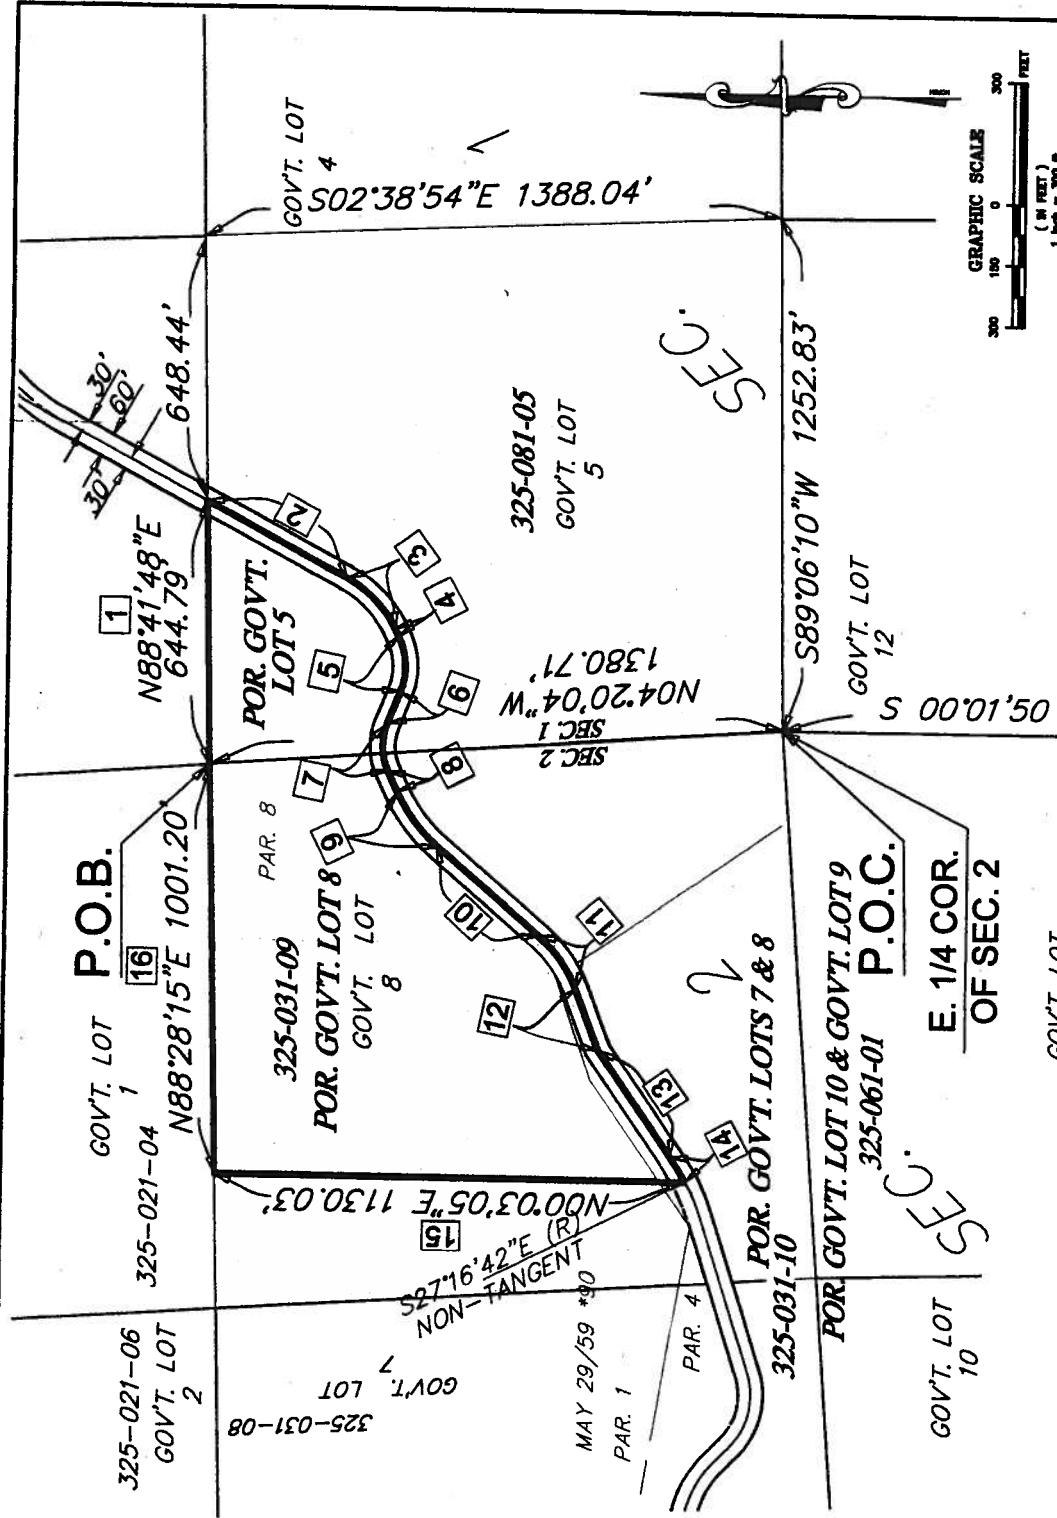 325-021-06
GOV'T. LOT
2
GOV'T. LOT
1
325-021-04
P.O.B.
16
N88°28'15"E 1001.20
1
N88°41'48"E
644.79'
648.44'
30'
60'
30'
GOV'T. LOT
4
S02°38'54"E 1388.04'
1
325-031-08
GOV'T. LOT
7
N00°03'05"E 1130.03'
15
S27°16'42"E (R)
NON-TANGENT
325-031-09
POR. GOV'T. LOT 8
GOV'T. LOT
8
PAR. 8
POR. GOV'T.
LOT 5
2
3
4
5
6
7
8
9
10
11
12
13
14
325-081-05
GOV'T. LOT
5
SEC.
N04°20'04"W
1380.71'
SEC. 1
SEC. 2
MAY 29/59 *90
PAR. 1
PAR. 4
2
SEC.
POR. GOV'T. LOTS 7 & 8
325-031-10
POR. GOV'T. LOT 10 & GOV'T. LOT 9
325-061-01
P.O.C.
E. 1/4 COR.
OF SEC. 2
S89°06'10"W 1252.83'
GOV'T. LOT
12
S 00'01,50
GOV'T. LOT
10
GOV'T. LOT
GRAPHIC SCALE
300 150 0 300
FEET
( IN FEET )